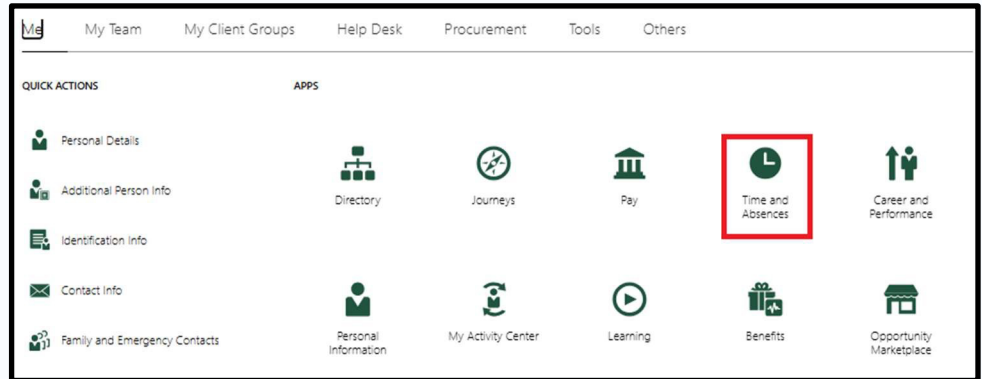 Me My Team My Client Groups Help Desk Procurement Tools Others
QUICK ACTIONS
Personal Details
Additional Person Info
Identification Info
Contact Info
Family and Emergency Contacts
APPS
Directory
Journeys
Pay
Time and
Absences
Career and
Performance
Personal
Information
My Activity Center
Learning
Benefits
Opportunity
Marketplace